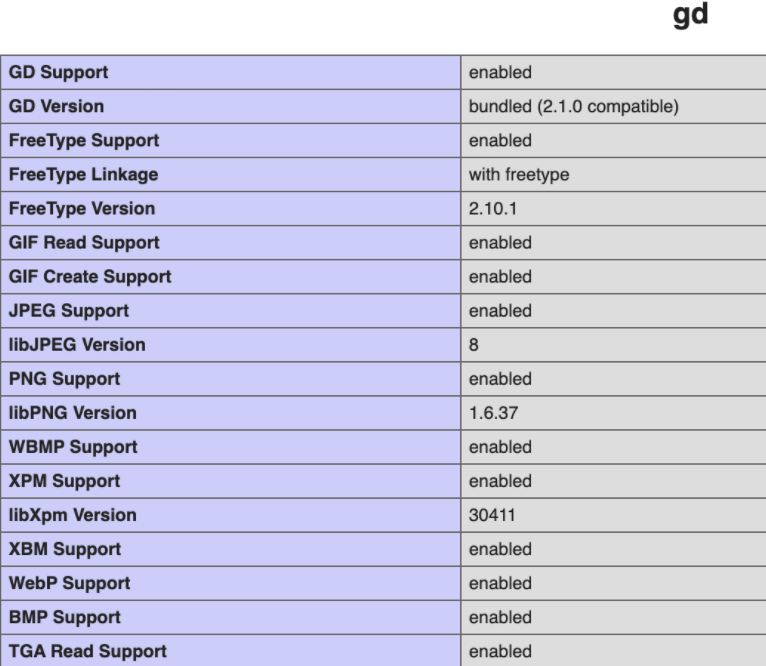 gd
GD Support enabled
GD Version bundled (2.1.0 compatible)
FreeType Support enabled
FreeType Linkage with freetype
FreeType Version 2.10.1
GIF Read Support enabled
GIF Create Support enabled
JPEG Support enabled
libJPEG Version 8
PNG Support enabled
libPNG Version 1.6.37
WBMP Support enabled
XPM Support enabled
libXpm Version 30411
XBM Support enabled
WebP Support enabled
BMP Support enabled
TGA Read Support enabled